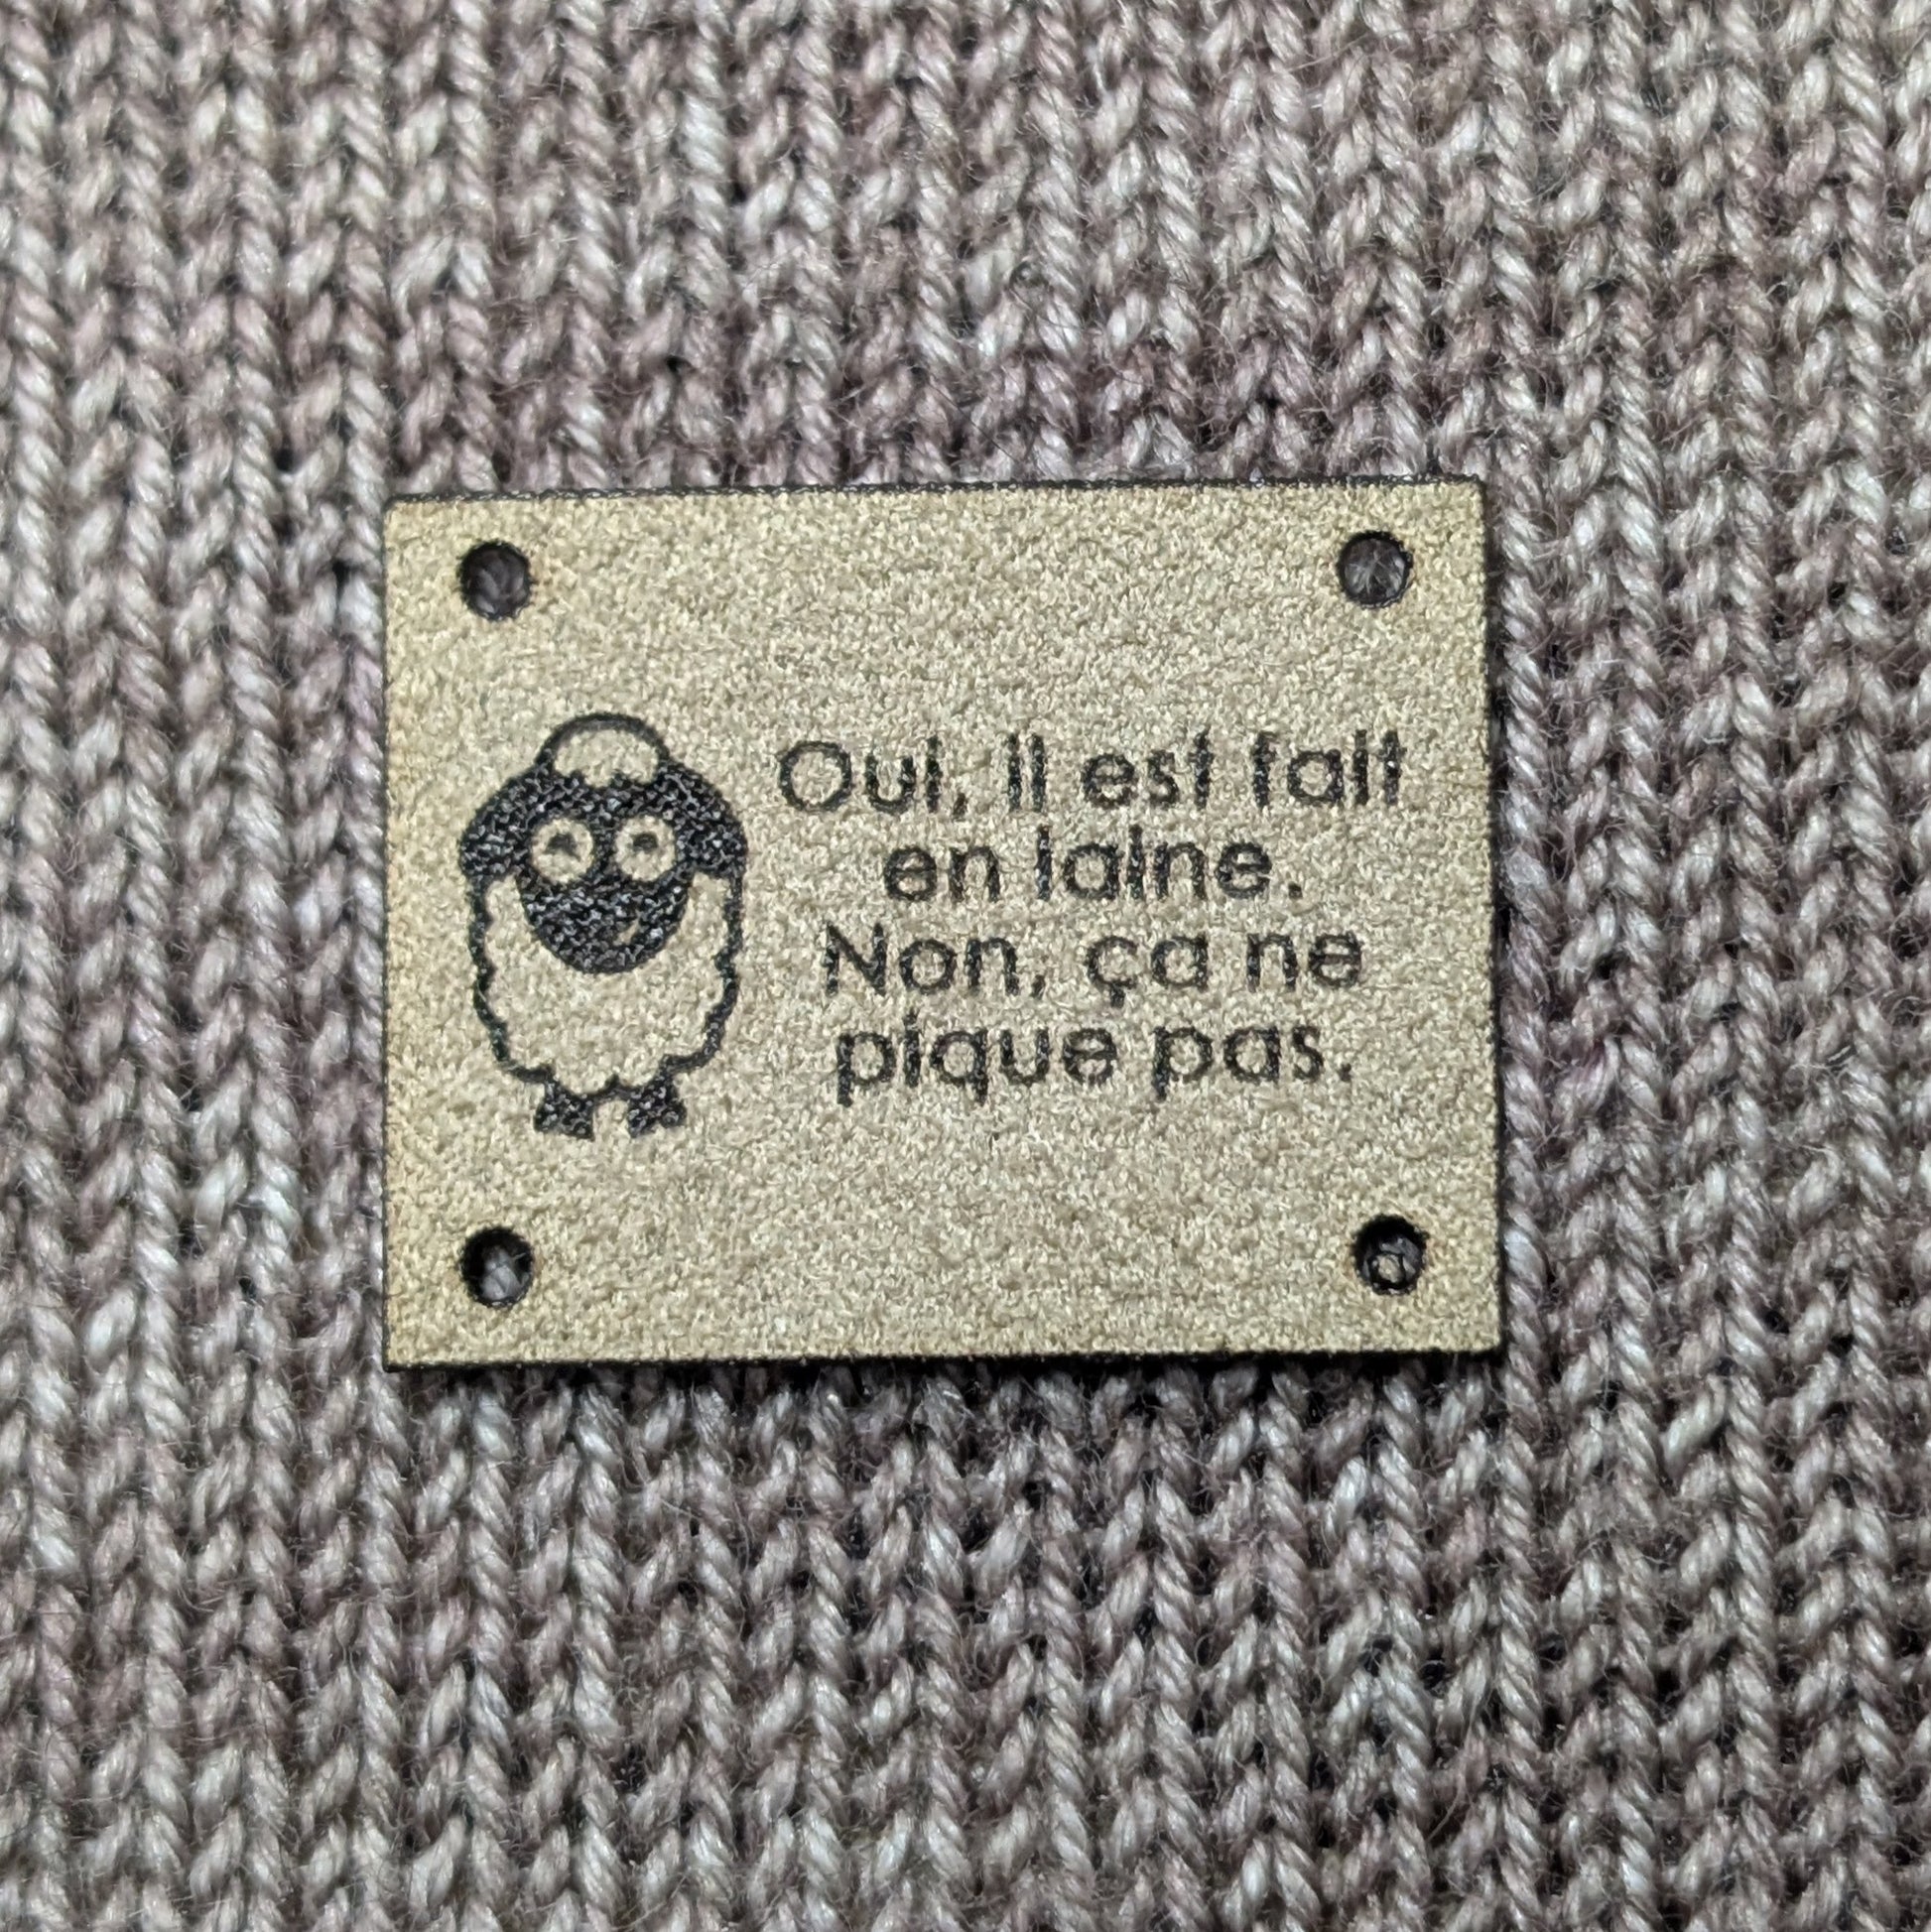 Oui, il est fait
en laine.
Non, ça ne
pique pas.